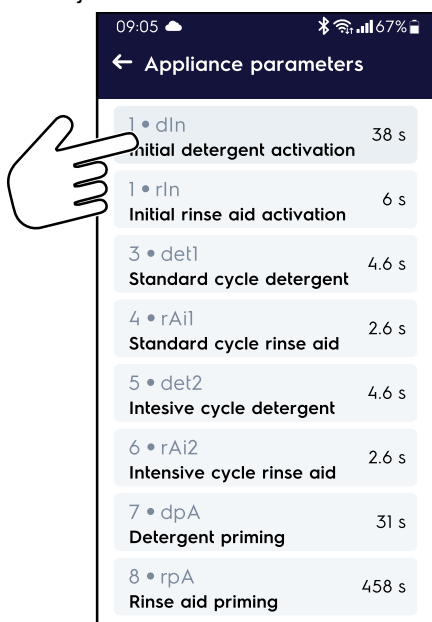 09:05 67%
← Appliance parameters
1 • dIn
Initial detergent activation 38 s
1 • rIn
Initial rinse aid activation 6 s
3 • det1
Standard cycle detergent 4.6 s
4 • rAi1
Standard cycle rinse aid 2.6 s
5 • det2
Intesive cycle detergent 4.6 s
6 • rAi2
Intensive cycle rinse aid 2.6 s
7 • dpA
Detergent priming 31 s
8 • rpA
Rinse aid priming 458 s